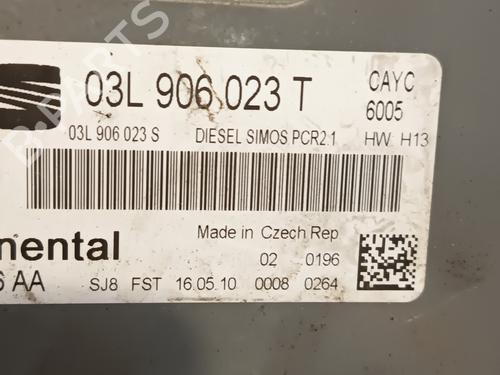 03L 906 023 T
CAYC
6005
03L 906 023 S DIESEL SIMOS PCR2.1 HW H13
Made in Czech Rep
02 0196
AA
SJ8 FST 16.05.10 0008 0264
B-PARTS